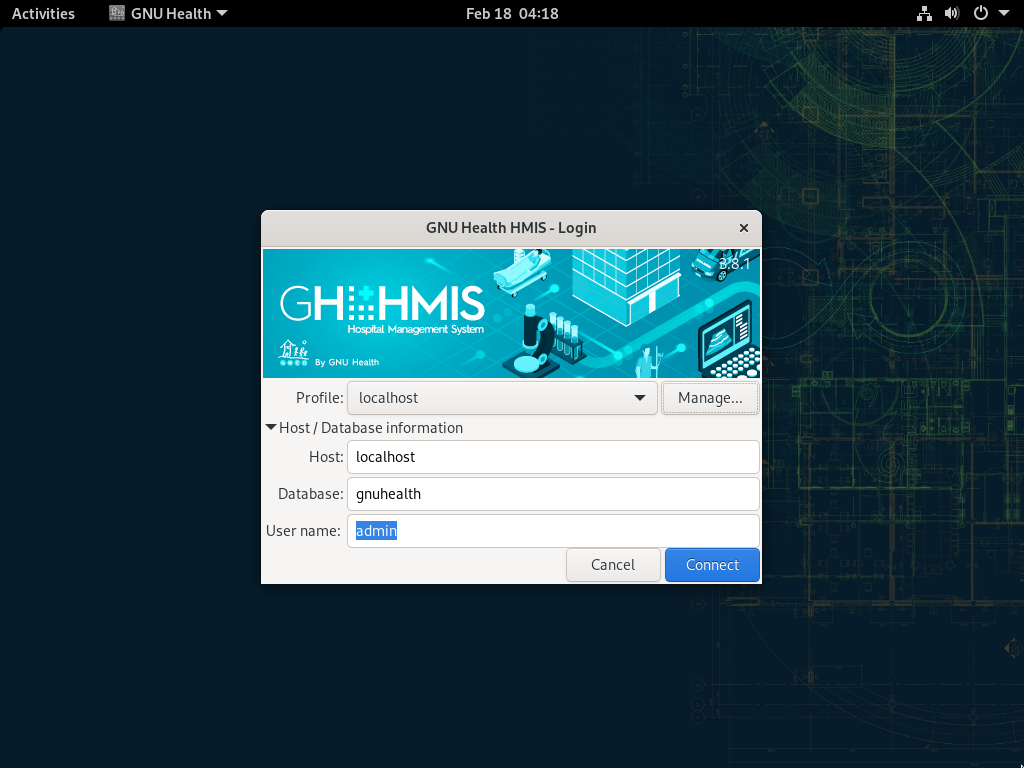 Activities GNU Health Feb 18 04:18
GNU Health HMIS - Login
3.8.1
GH HMIS
Hospital Management System
By GNU Health
Profile: localhost Manage...
Host / Database information
Host: localhost
Database: gnuhealth
User name: admin
Cancel Connect